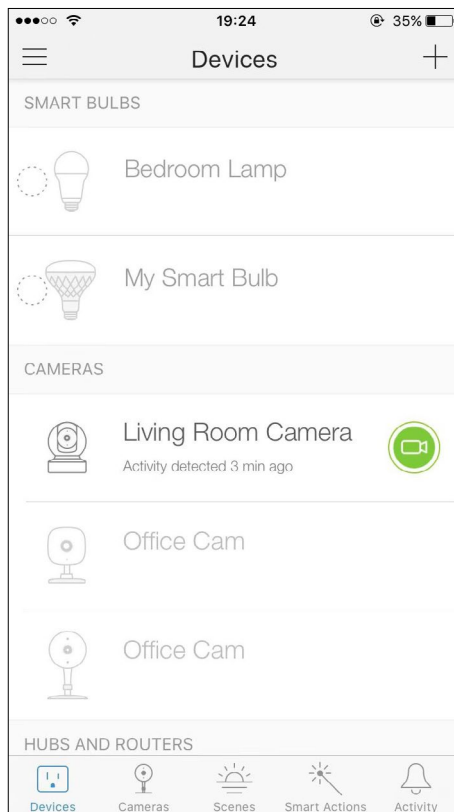 19:24
35%
Devices
SMART BULBS
Bedroom Lamp
My Smart Bulb
CAMERAS
Living Room Camera
Activity detected 3 min ago
Office Cam
Office Cam
HUBS AND ROUTERS
Devices Cameras Scenes Smart Actions Activity